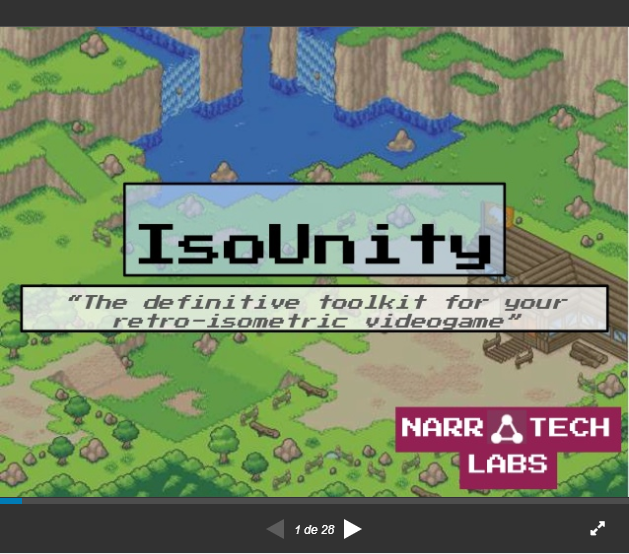 IsoUnity
“The definitive toolkit for your
retro-isometric videogame”
NARR TECH
LABS
1 de 28